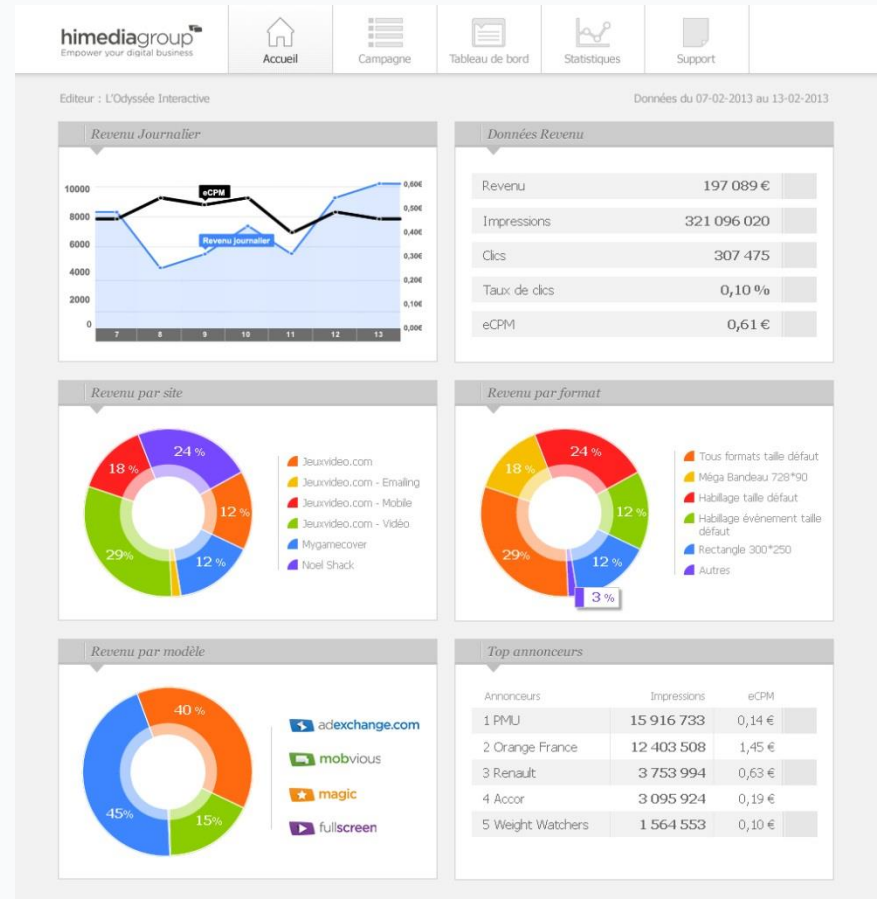 himediagroup
Empower your digital business
Accueil
Campagne
Tableau de bord
Statistiques
Support
Editeur : L'Odyssée Interactive
Données du 07-02-2013 au 13-02-2013
Revenu Journalier
10000
8000
6000
4000
2000
0
eCPM
Revenu journalier
0,60€
0,50€
0,40€
0,30€
0,20€
0,10€
0,00€
7 8 9 10 11 12 13
Données Revenu
Revenu 197 089 €
Impressions 321 096 020
Clics 307 475
Taux de clics 0,10 %
eCPM 0,61 €
Revenu par site
24 %
18 %
12 %
29%
12 %
Jeuxvideo.com
Jeuxvideo.com - Emailing
Jeuxvideo.com - Mobile
Jeuxvideo.com - Vidéo
Mygamecover
Noel Shack
Revenu par format
24 %
18 %
12 %
29%
12 %
3 %
Tous formats taille défaut
Méga Bandeau 728*90
Habillage taille défaut
Habillage événement taille
défaut
Rectangle 300*250
Autres
Revenu par modèle
40 %
45%
15%
adexchange.com
mobvious
magic
fullscreen
Top annonceurs
Annonceurs Impressions eCPM
1 PMU 15 916 733 0,14 €
2 Orange France 12 403 508 1,45 €
3 Renault 3 753 994 0,63 €
4 Accor 3 095 924 0,19 €
5 Weight Watchers 1 564 553 0,10 €